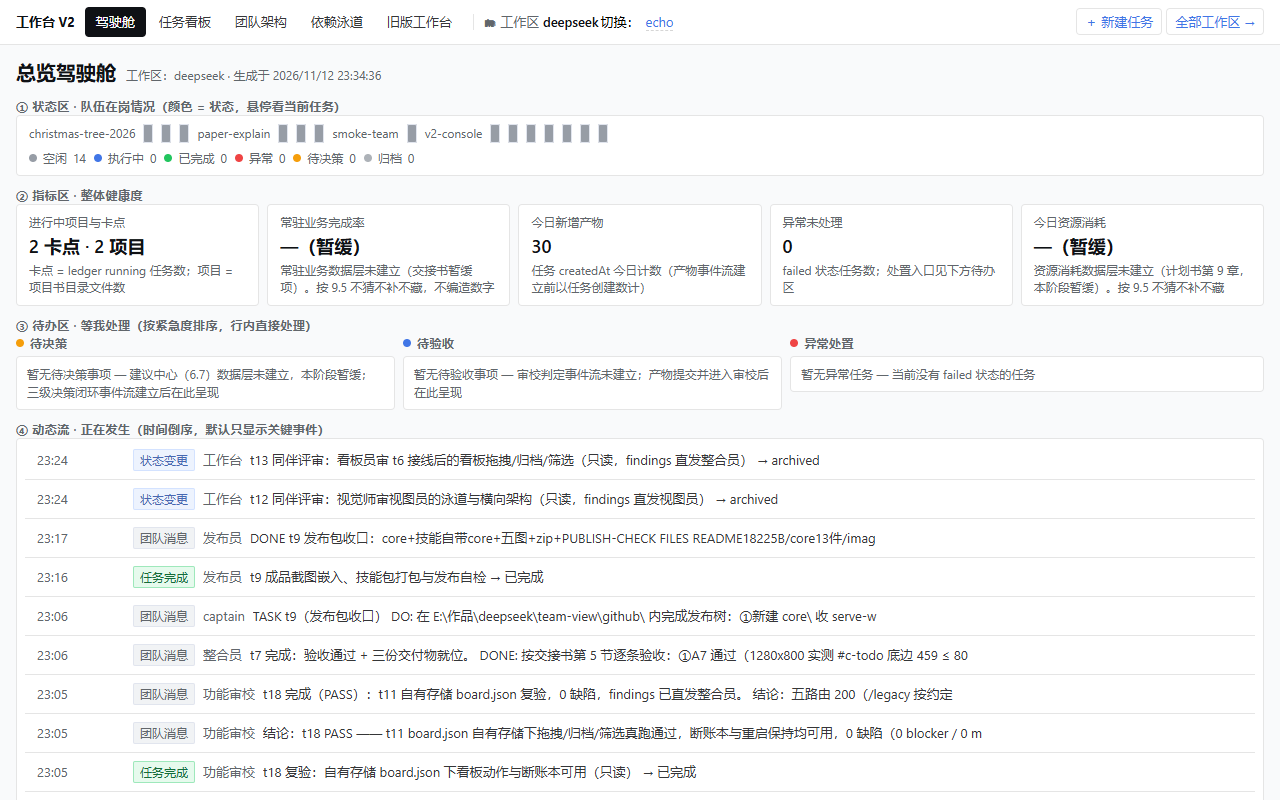 工作台 V2 驾驶舱 任务看板 团队架构 依赖泳道 旧版工作台 工作区 deepseek 切换： echo ＋ 新建任务 全部工作区 →
总览驾驶舱 工作区：deepseek · 生成于 2026/11/12 23:34:36
① 状态区 · 队伍在岗情况（颜色 = 状态，悬停看当前任务）
christmas-tree-2026 paper-explain smoke-team v2-console
空闲 14 执行中 0 已完成 0 异常 0 待决策 0 归档 0
② 指标区 · 整体健康度
进行中项目与卡点
2 卡点 · 2 项目
卡点 = ledger running 任务数；项目 =
项目书目录文件数
常驻业务完成率
—（暂缓）
常驻业务数据层未建立（交接书暂缓
项）。按 9.5 不猜不补不藏，不编造数字
今日新增产物
30
任务 createdAt 今日计数（产物事件流建
立前以任务创建数计）
异常未处理
0
failed 状态任务数；处置入口见下方待办
区
今日资源消耗
—（暂缓）
资源消耗数据层未建立（计划书第 9 章，
本阶段暂缓）。按 9.5 不猜不补不藏
③ 待办区 · 等我处理（按紧急度排序，行内直接处理）
待决策
暂无待决策事项 — 建议中心（6.7）数据层未建立，本阶段暂缓；
三级决策闭环事件流建立后在此呈现
待验收
暂无待验收事项 — 审校判定事件流未建立；产物提交并进入审校后
在此呈现
异常处置
暂无异常任务 — 当前没有 failed 状态的任务
④ 动态流 · 正在发生（时间倒序，默认只显示关键事件）
23:24 状态变更 工作台 t13 同伴评审：看板员审 t6 接线后的看板拖拽/归档/筛选（只读，findings 直发整合员） → archived
23:24 状态变更 工作台 t12 同伴评审：视觉师审视图员的泳道与横向架构（只读，findings 直发视图员） → archived
23:17 团队消息 发布员 DONE t9 发布包收口：core+技能自带core+五图+zip+PUBLISH-CHECK FILES README18225B/core13件/imag
23:16 任务完成 发布员 t9 成品截图嵌入、技能包打包与发布自检 → 已完成
23:06 团队消息 captain TASK t9（发布包收口） DO: 在 E:\作品\deepseek\team-view\github\ 内完成发布树：①新建 core\ 收 serve-w
23:06 团队消息 整合员 t7 完成：验收通过 + 三份交付物就位。 DONE: 按交接书第 5 节逐条验收：①A7 通过（1280x800 实测 #c-todo 底边 459 ≤ 80
23:05 团队消息 功能审校 t18 完成（PASS）：t11 自有存储 board.json 复验，0 缺陷，findings 已直发整合员。 结论：五路由 200（/legacy 按约定
23:05 团队消息 功能审校 结论：t18 PASS —— t11 board.json 自有存储下拖拽/归档/筛选真跑通过，断账本与重启保持均可用，0 缺陷（0 blocker / 0 m
23:05 任务完成 功能审校 t18 复验：自有存储 board.json 下看板动作与断账本可用（只读） → 已完成